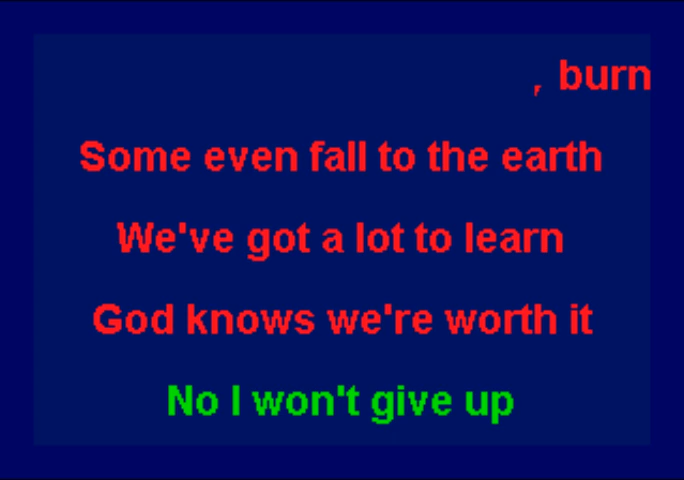 , burn
Some even fall to the earth
We've got a lot to learn
God knows we're worth it
No I won't give up